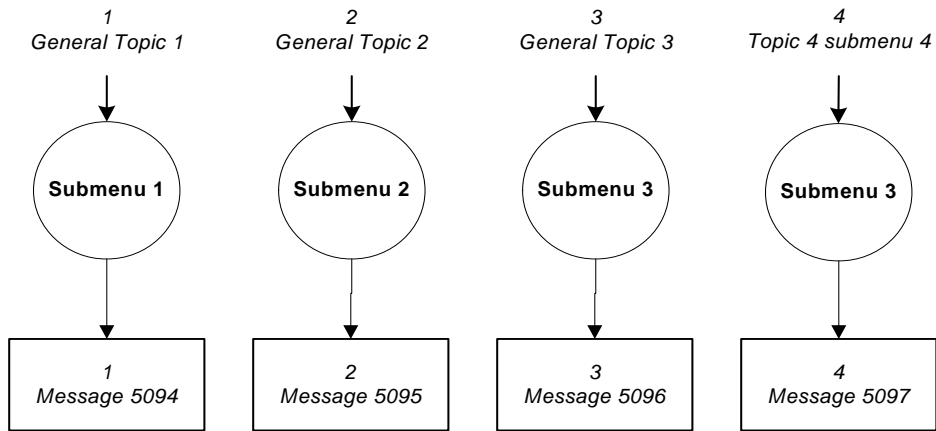 1
General Topic 1
2
General Topic 2
3
General Topic 3
4
Topic 4 submenu 4
Submenu 1
Submenu 2
Submenu 3
Submenu 3
1
Message 5094
2
Message 5095
3
Message 5096
4
Message 5097